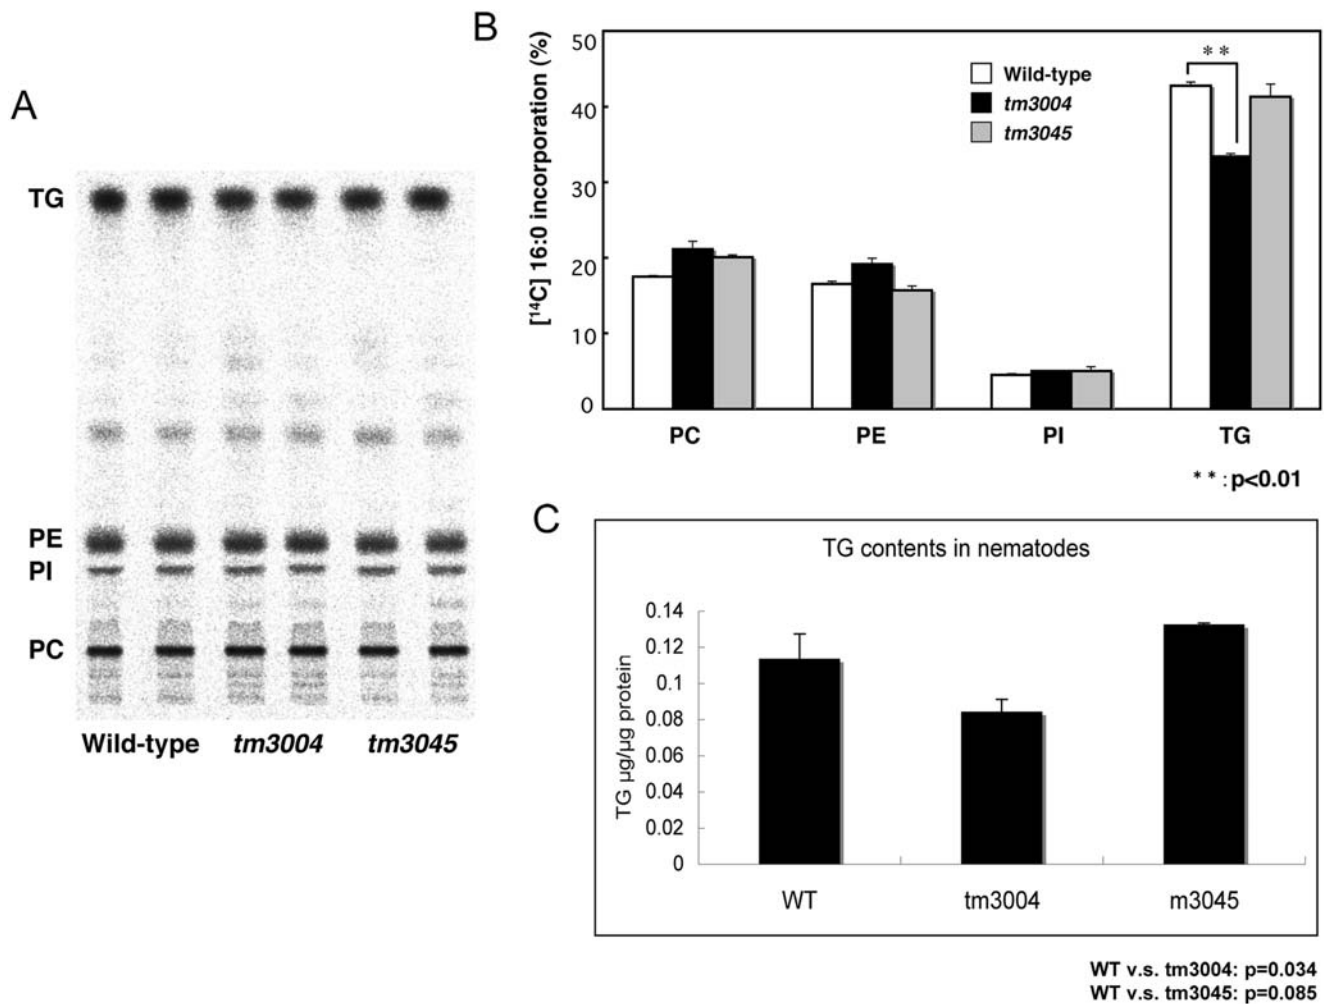 A
TG
PE
PI
PC
Wild-type tm3004 tm3045
B
[¹⁴C] 16:0 incorporation (%)
50
40
30
20
10
0
Wild-type
tm3004
tm3045
**
PC PE PI TG
**: p<0.01
C
TG contents in nematodes
TG µg/µg protein
0.14
0.12
0.1
0.08
0.06
0.04
0.02
0
WT tm3004 m3045
WT v.s. tm3004: p=0.034
WT v.s. tm3045: p=0.085